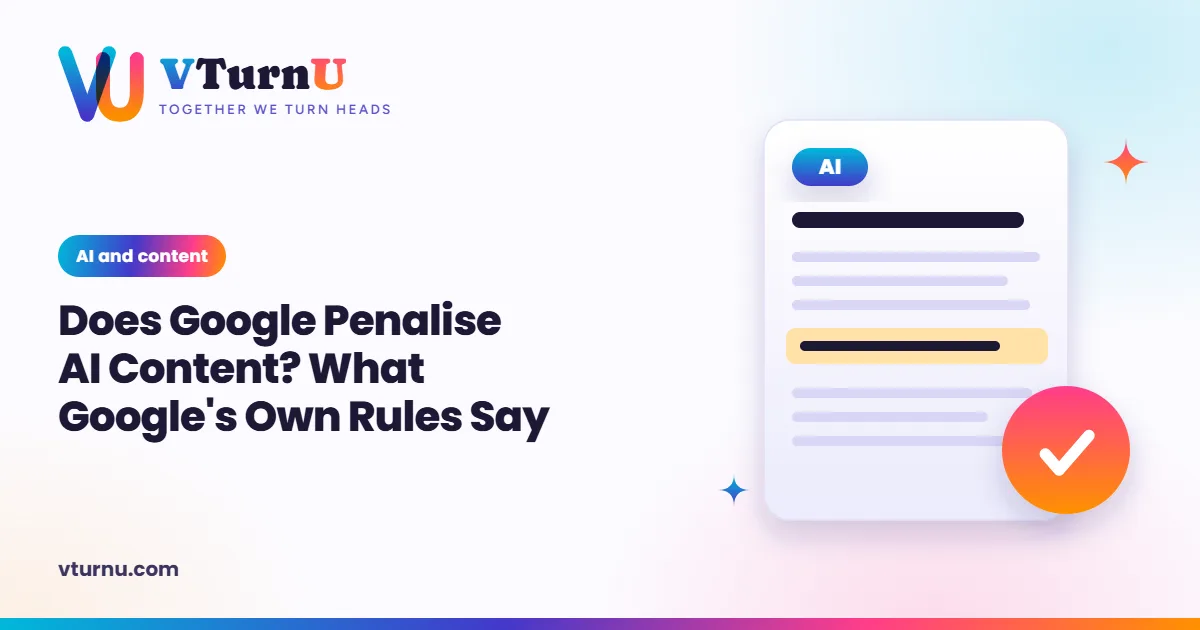 VTurnU
TOGETHER WE TURN HEADS
AI and content
Does Google Penalise
AI Content? What
Google's Own Rules Say
vturnu.com
AI